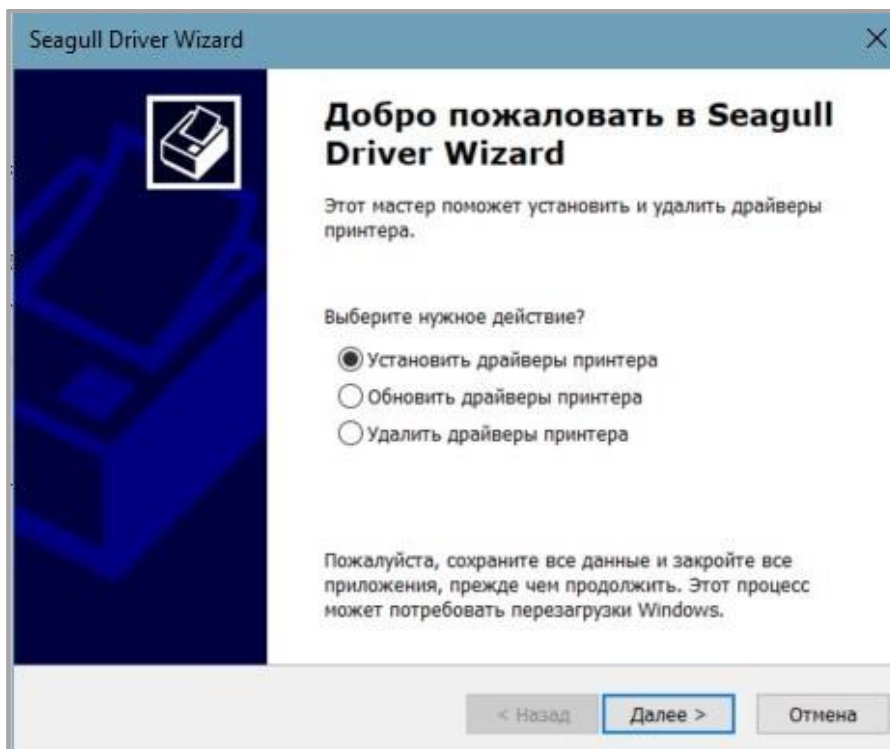 Seagull Driver Wizard
Добро пожаловать в Seagull
Driver Wizard
Этот мастер поможет установить и удалить драйверы
принтера.
Выберите нужное действие?
Установить драйверы принтера
Обновить драйверы принтера
Удалить драйверы принтера
Пожалуйста, сохраните все данные и закройте все
приложения, прежде чем продолжить. Этот процесс
может потребовать перезагрузки Windows.
< Назад Далее > Отмена